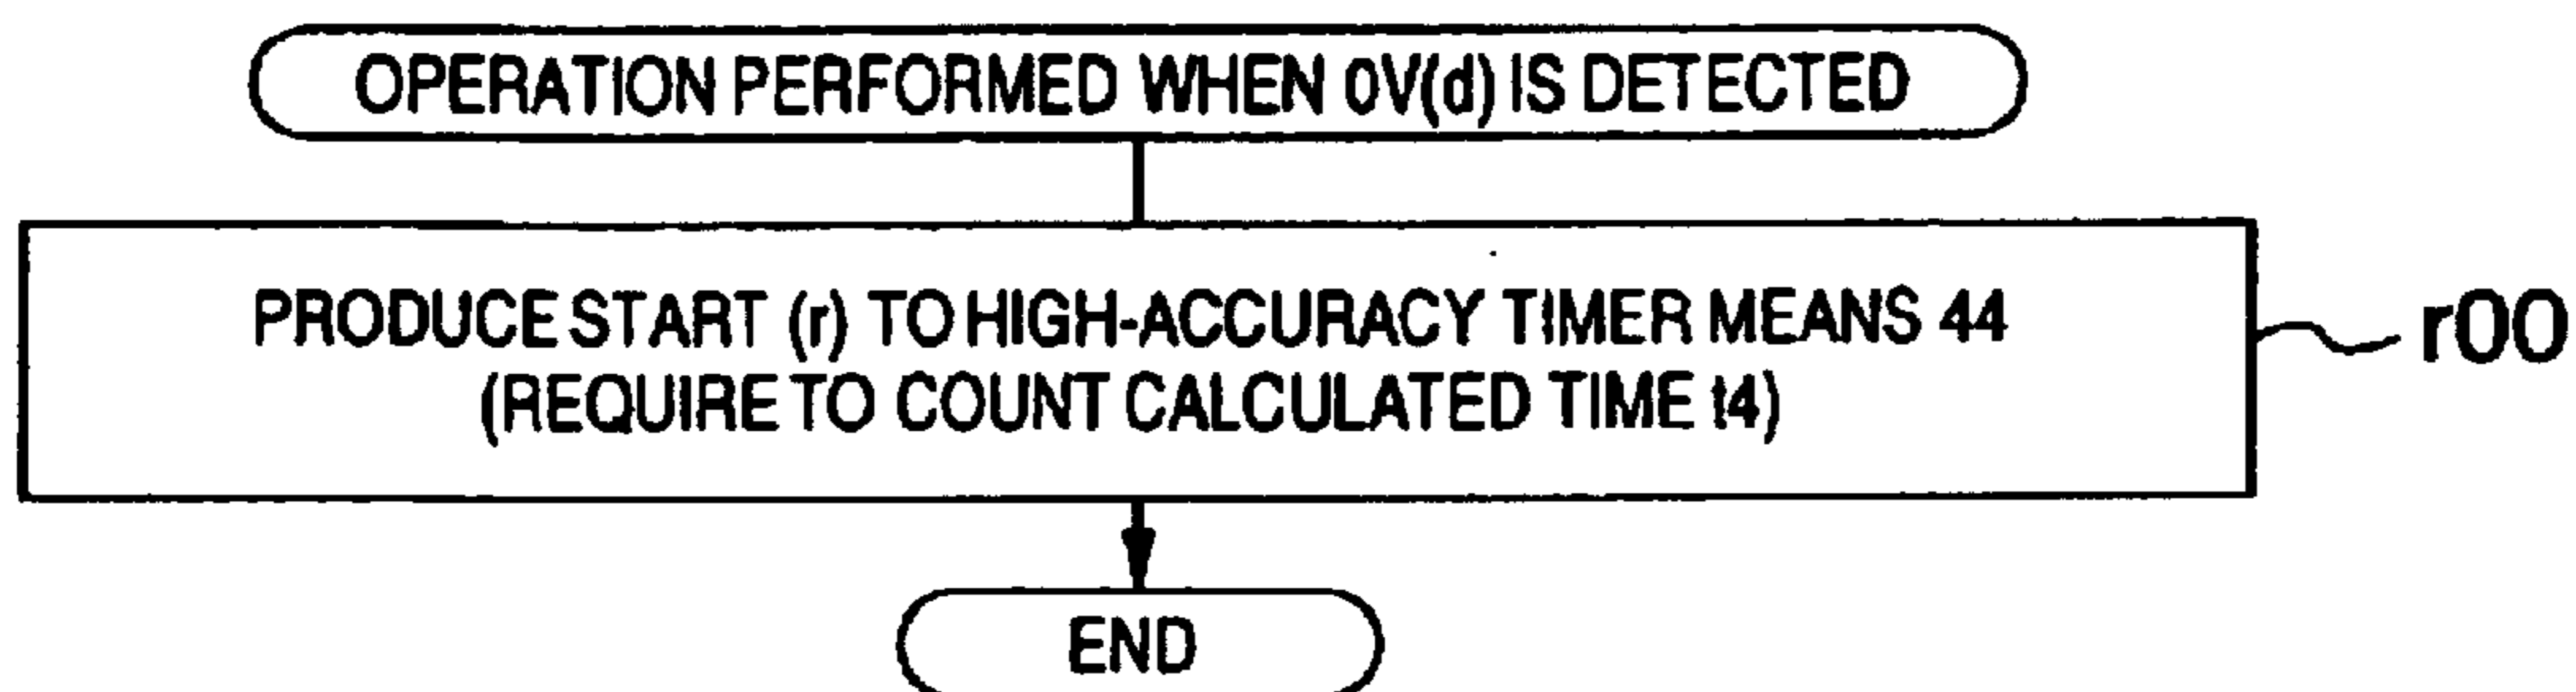 OPERATION PERFORMED WHEN 0V(d) IS DETECTED
PRODUCE START (r) TO HIGH-ACCURACY TIMER MEANS 44
(REQUIRE TO COUNT CALCULATED TIME t4)
r00
END